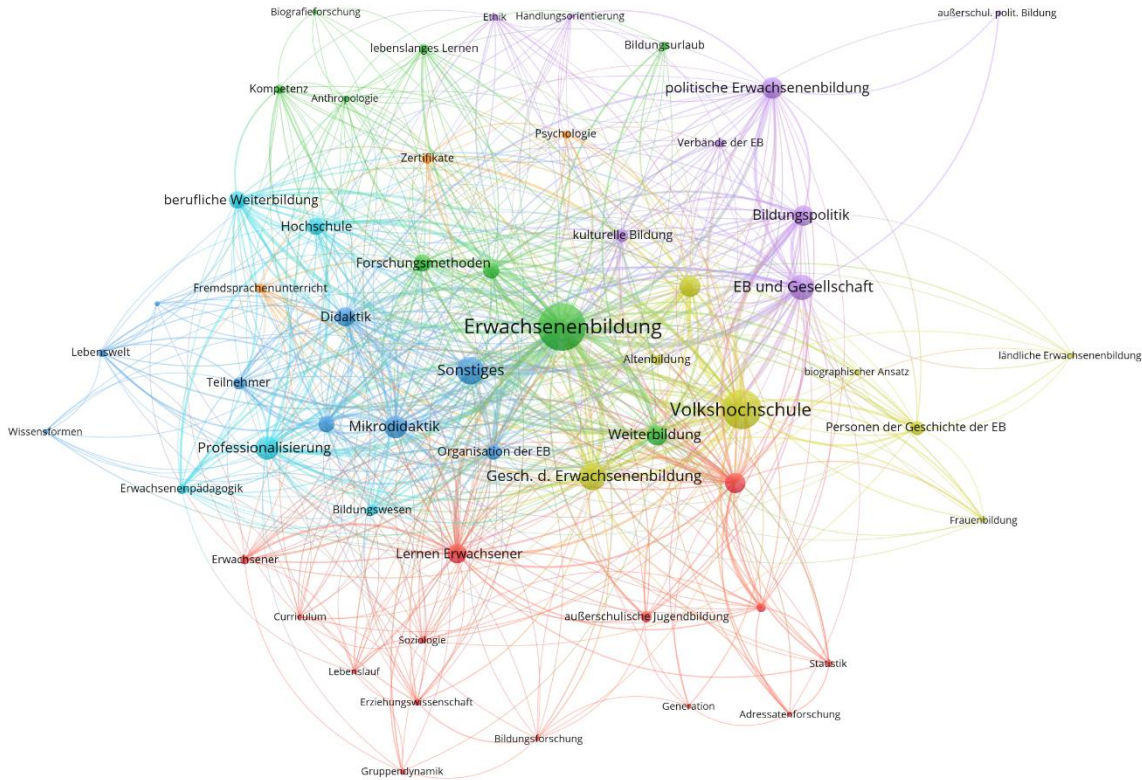 Biografieforschung
Ethik
Handlungsorientierung
außerschul. polit. Bildung
lebenslanges Lernen
Bildungsurlaub
Kompetenz
Anthropologie
politische Erwachsenenbildung
Psychologie
Verbände der EB
Zertifikate
berufliche Weiterbildung
Hochschule
Bildungspolitik
kulturelle Bildung
Forschungsmethoden
Fremdsprachenunterricht
EB und Gesellschaft
Didaktik
Erwachsenenbildung
Lebenswelt
Altenbildung
ländliche Erwachsenenbildung
Sonstiges
biographischer Ansatz
Teilnehmer
Volkshochschule
Wissensformen
Mikrodidaktik
Personen der Geschichte der EB
Weiterbildung
Professionalisierung
Organisation der EB
Gesch. d. Erwachsenenbildung
Erwachsenenpädagogik
Bildungswesen
Frauenbildung
Erwachsener
Lernen Erwachsener
Curriculum
außerschulische Jugendbildung
Soziologie
Lebenslauf
Statistik
Erziehungswissenschaft
Generation
Adressatenforschung
Bildungsforschung
Gruppendynamik